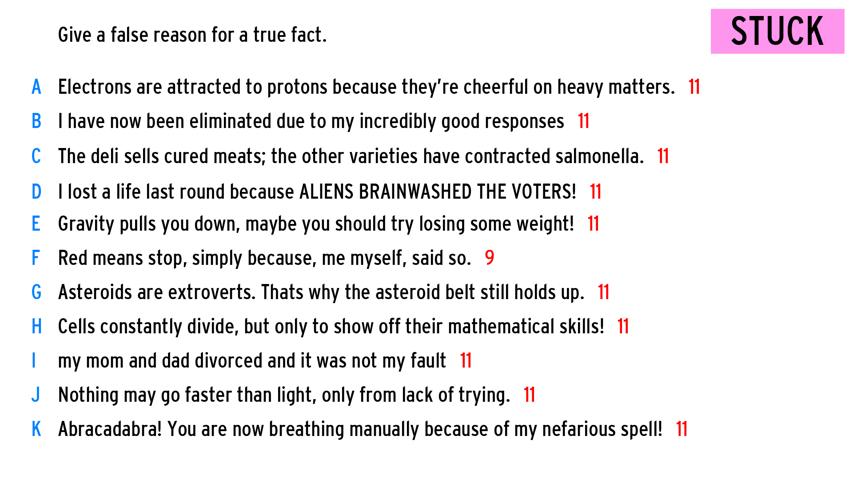 Give a false reason for a true fact.
STUCK
A Electrons are attracted to protons because they're cheerful on heavy matters. 11
B I have now been eliminated due to my incredibly good responses 11
C The deli sells cured meats; the other varieties have contracted salmonella. 11
D I lost a life last round because ALIENS BRAINWASHED THE VOTERS! 11
E Gravity pulls you down, maybe you should try losing some weight! 11
F Red means stop, simply because, me myself, said so. 9
G Asteroids are extroverts. Thats why the asteroid belt still holds up. 11
H Cells constantly divide, but only to show off their mathematical skills! 11
I my mom and dad divorced and it was not my fault 11
J Nothing may go faster than light, only from lack of trying. 11
K Abracadabra! You are now breathing manually because of my nefarious spell! 11